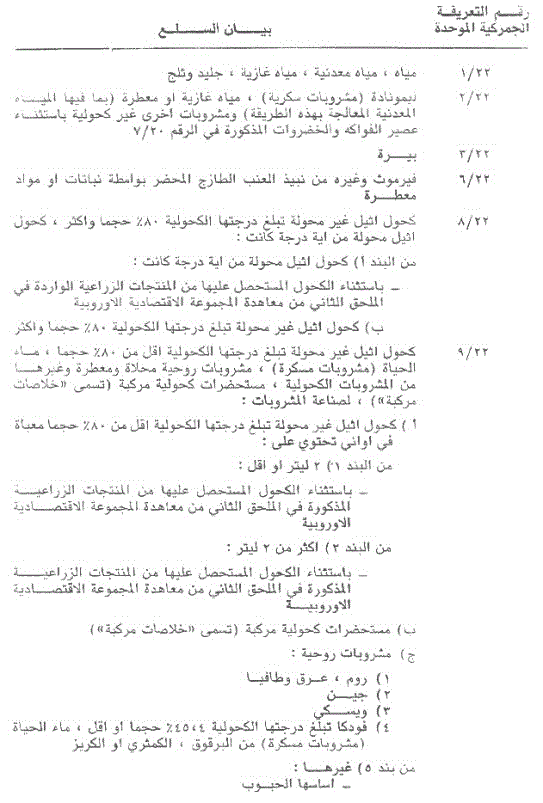 رقم التعريفة
الجمركية الموحدة
بيان السلع
١/٢٢
مياه ، مياه معدنية ، مياه غازية ، جليد وثلج
٢/٢٢
ليمونادة (مشروبات سكرية) ، مياه غازية او معطرة (بما فيها المياه
المعدنية المعالجة بهذه الطريقة) ومشروبات اخرى غير كحولية باستثناء
عصير الفواكه والخضروات المذكورة في الرقم ٧/٢٠
٣/٢٢
بيرة
٦/٢٢
فيرموث وغيره من نبيذ العنب الطازج المحضر بواسطة نباتات او مواد
معطرة
٨/٢٢
كحول اثيل غير محولة تبلغ درجتها الكحولية ٨٠٪ حجما واكثر ، كحول
اثيل محولة من اية درجة كانت :
من البند أ) كحول اثيل محولة من اية درجة كانت :
ـ باستثناء الكحول المستحصل عليها من المنتجات الزراعية الواردة في
الملحق الثاني من معاهدة المجموعة الاقتصادية الاوروبية
ب) كحول اثيل غير محولة تبلغ درجتها الكحولية ٨٠٪ حجما واكثر
٩/٢٢
كحول اثيل غير محولة تبلغ درجتها الكحولية اقل من ٨٠٪ حجما ، ماء
الحياة (مشروبات مسكرة) ، مشروبات روحية محلاة ومعطرة وغيرها
من المشروبات الكحولية ، مستحضرات كحولية مركبة (تسمى «خلاصات
مركبة») ، لصناعة المشروبات :
أ) كحول اثيل غير محولة تبلغ درجتها الكحولية اقل من ٨٠٪ حجما معبأة
في اواني تحتوي على :
من البند ١) ٢ ليتر او اقل :
ـ باستثناء الكحول المستحصل عليها من المنتجات الزراعية
المذكورة في الملحق الثاني من معاهدة المجموعة الاقتصادية
الاوروبية
من البند ٢) اكثر من ٢ ليتر :
ـ باستثناء الكحول المستحصل عليها من المنتجات الزراعية
المذكورة في الملحق الثاني من معاهدة المجموعة الاقتصادية
الاوروبية
ب) مستحضرات كحولية مركبة (تسمى «خلاصات مركبة»)
ج) مشروبات روحية :
١) روم ، عرق وطافيا
٢) جين
٣) ويسكي
٤) فودكا تبلغ درجتها الكحولية ٤٥،٤٪ حجما او اقل ، ماء الحياة
(مشروبات مسكرة) من البرقوق ، الكمثري او الكريز
من بند ٥) غيرها :
ـ اساسها الحبوب